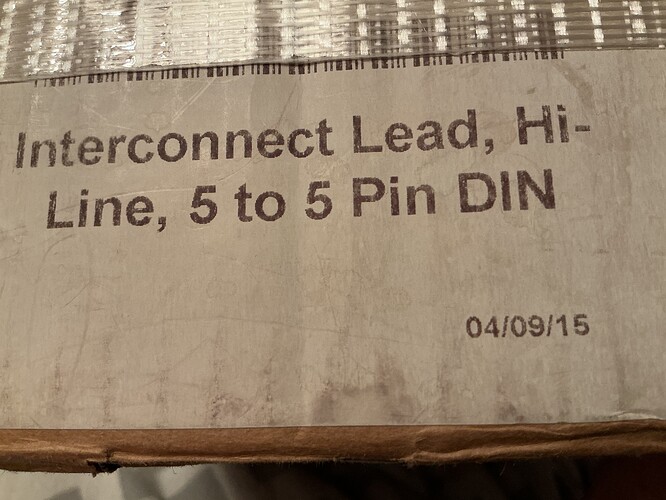 Interconnect Lead, Hi-
Line, 5 to 5 Pin DIN
04/09/15